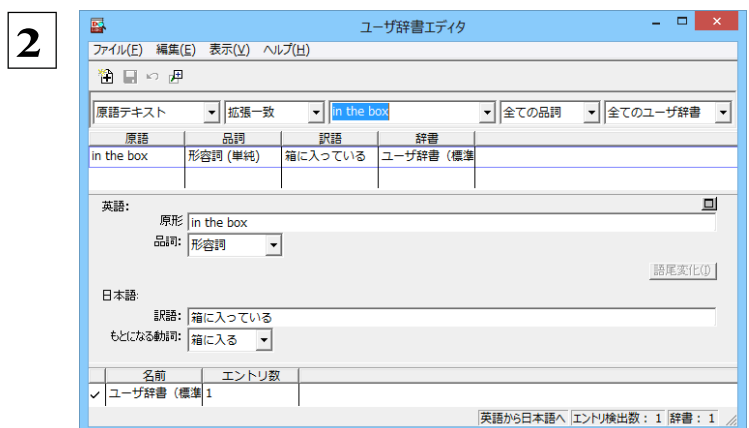 2
ユーザ辞書エディタ
ファイル(F) 編集(E) 表示(V) ヘルプ(H)
原語テキスト 拡張一致 in the box 全ての品詞 全てのユーザ辞書
原語 品詞 訳語 辞書
in the box 形容詞 (単純) 箱に入っている ユーザ辞書（標準
英語:
原形 in the box
品詞: 形容詞
語尾変化(I)
日本語:
訳語: 箱に入っている
もとになる動詞: 箱に入る
名前 エントリ数
✓ ユーザ辞書（標準 1
英語から日本語へ エントリ検出数： 1 辞書： 1